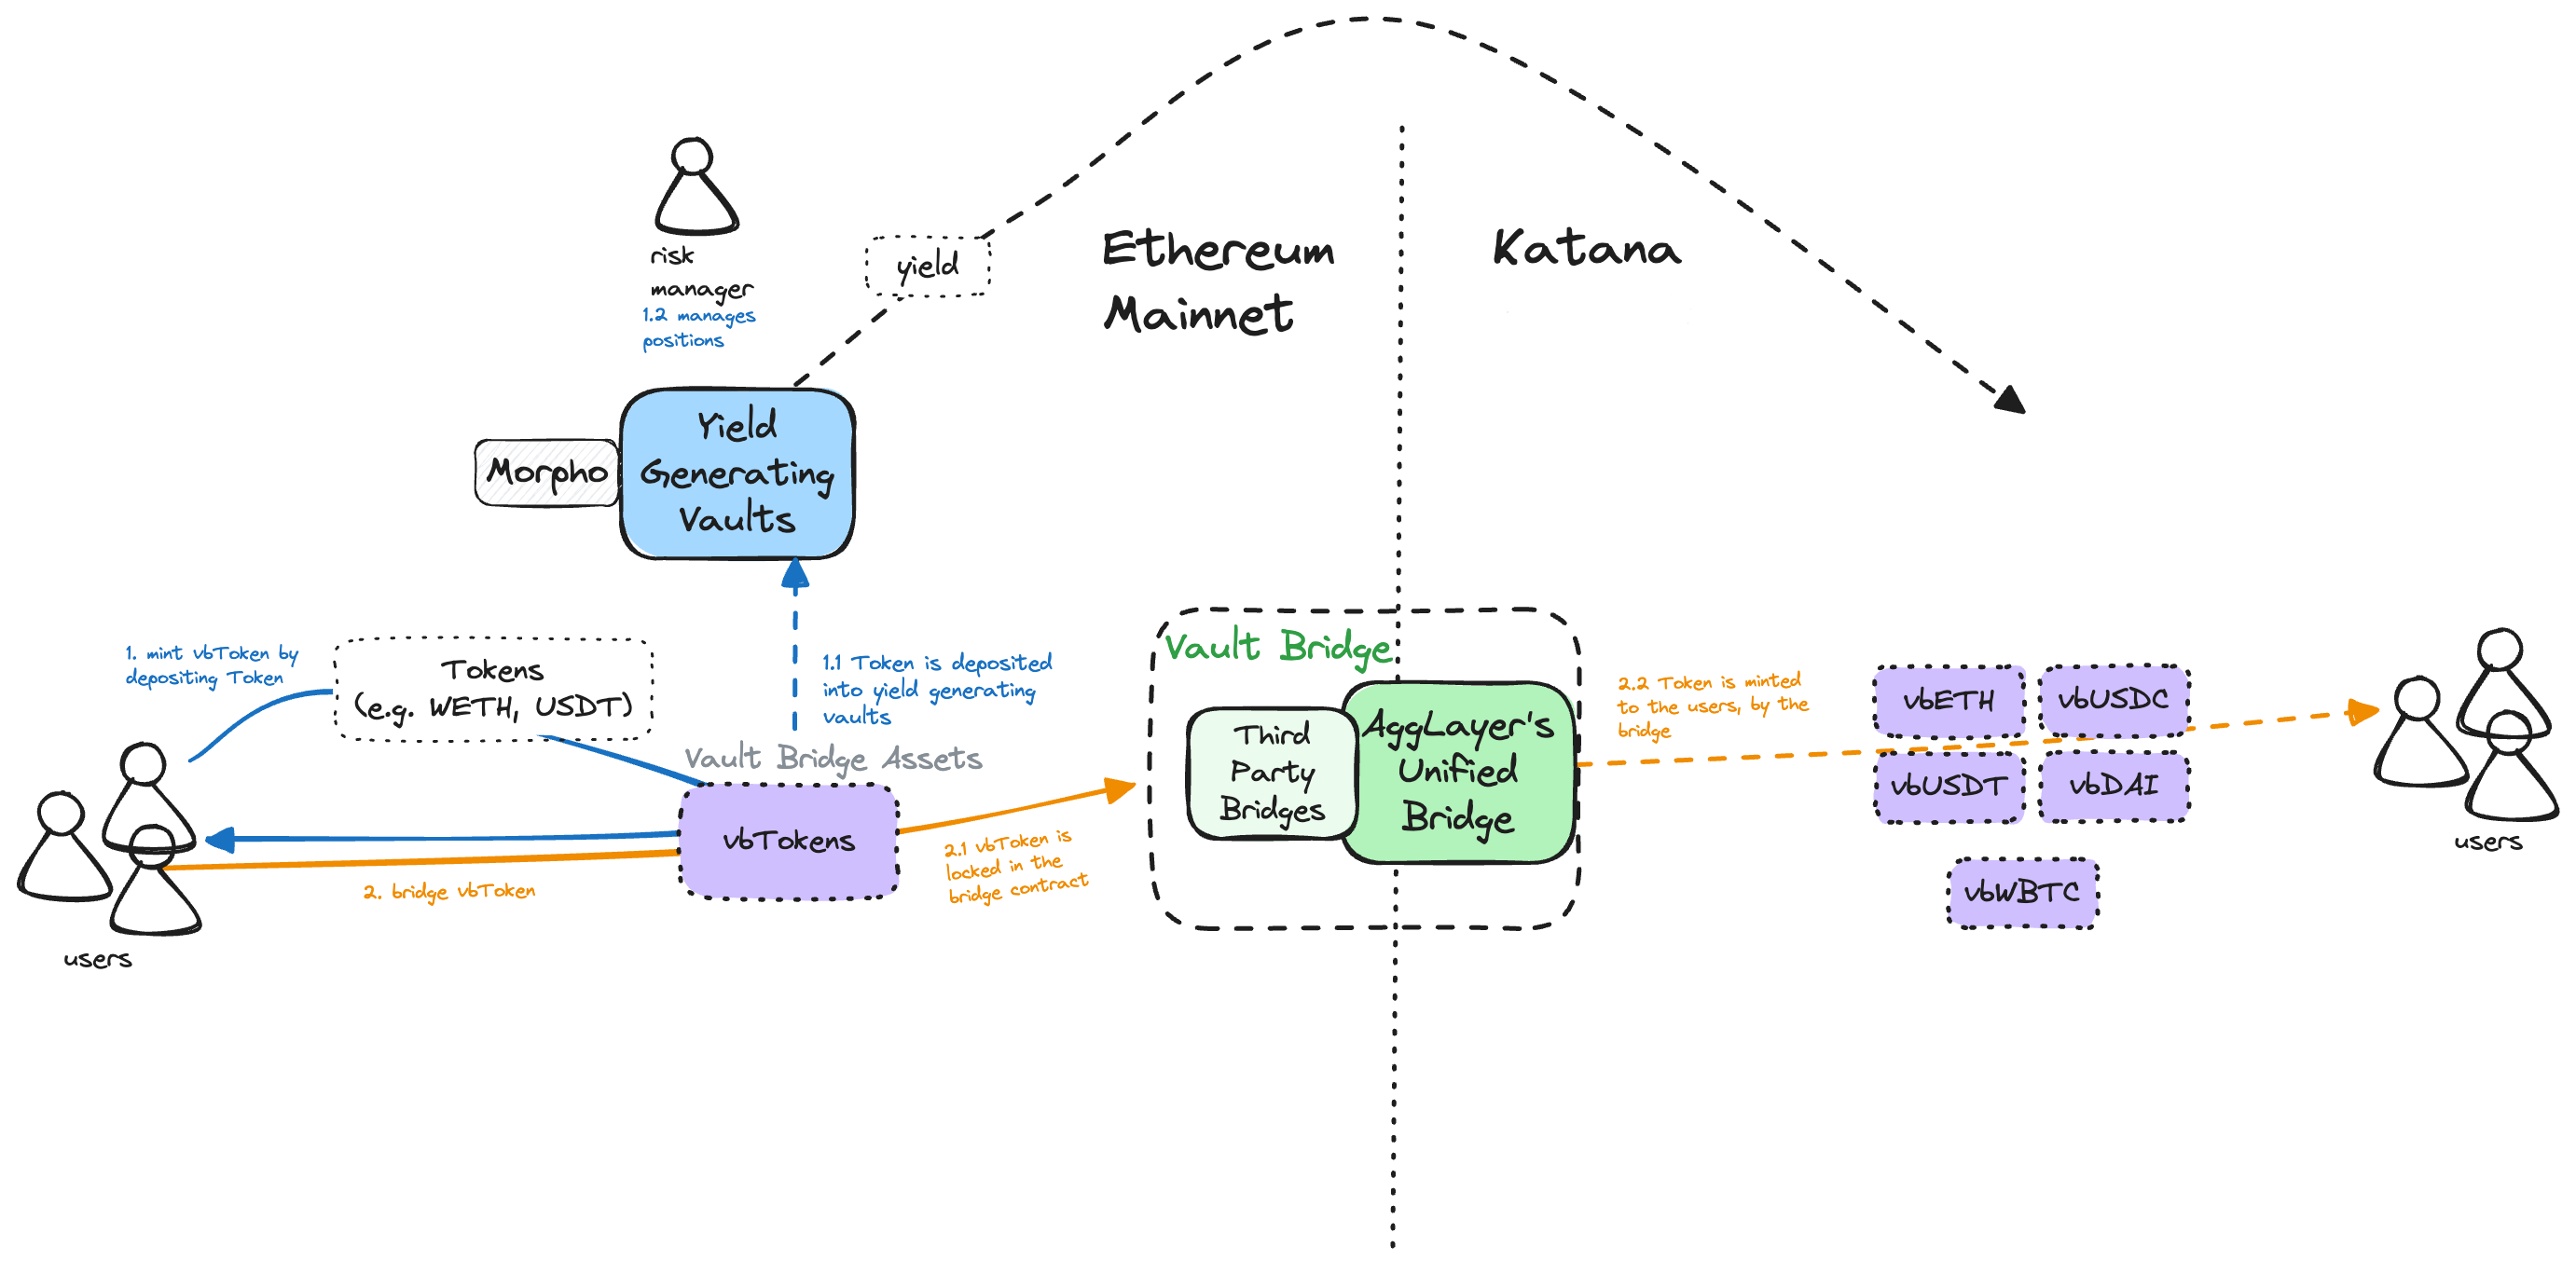 risk
manager
1.2 manages
positions
yield
Ethereum
Mainnet
Katana
Yield
Generating
Vaults
Morpho
1. mint vbToken by
depositing Token
Tokens
(e.g. WETH, USDT)
1.1 Token is deposited
into yield generating
vaults
Vault Bridge Assets
vbTokens
2. bridge vbToken
users
2.1 vbToken is
locked in the
bridge contract
Vault Bridge
Third
Party
Bridges
AggLayer's
Unified
Bridge
2.2 Token is minted
to the users, by the
bridge
vbETH
vbUSDC
vbUSDT
vbDAI
vbWBTC
users